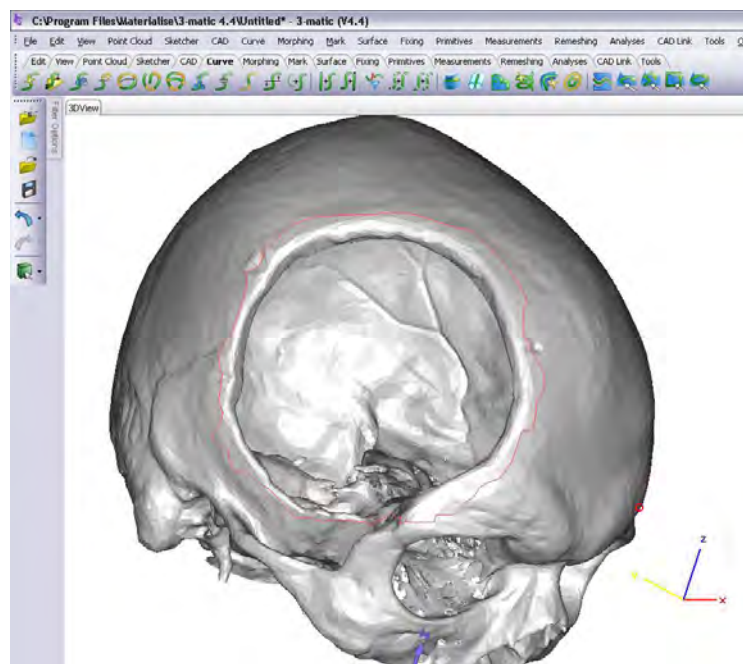 C:\Program Files\Materialise\3-matic 4.4\Untitled* - 3-matic (V4.4)
File Edit View Point Cloud Sketcher CAD Curve Morphing Mark Surface Fixing Primitives Measurements Remeshing Analyses CAD Link Tools
Edit View Point Cloud Sketcher CAD Curve Morphing Mark Surface Fixing Primitives Measurements Remeshing Analyses CAD Link Tools
3DView
Filter Options
z
x